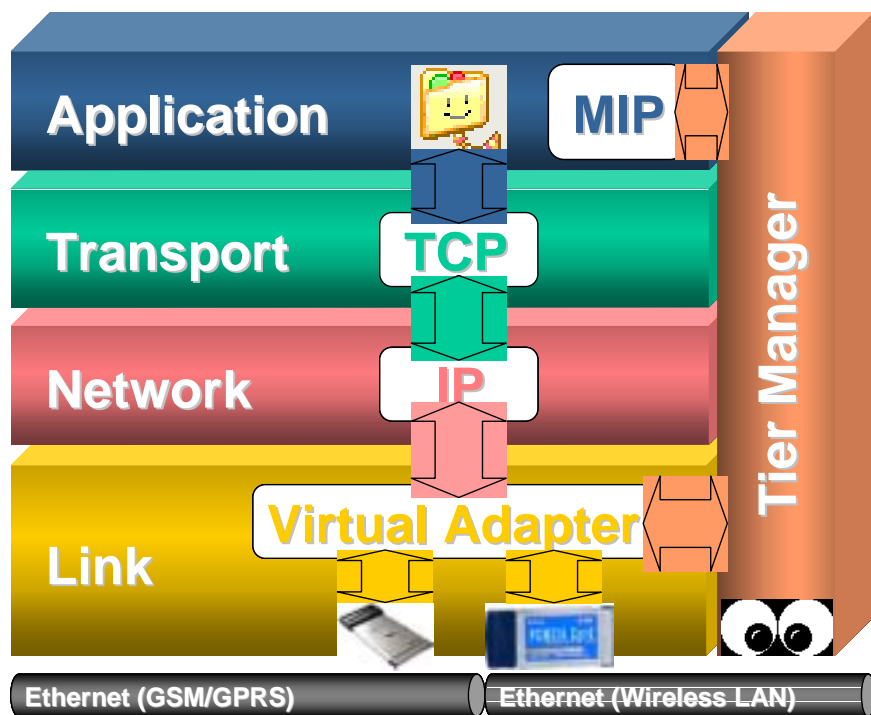 Application
MIP
Transport
TCP
Network
IP
Tier Manager
Link
Virtual Adapter
Ethernet (GSM/GPRS)
Ethernet (Wireless LAN)